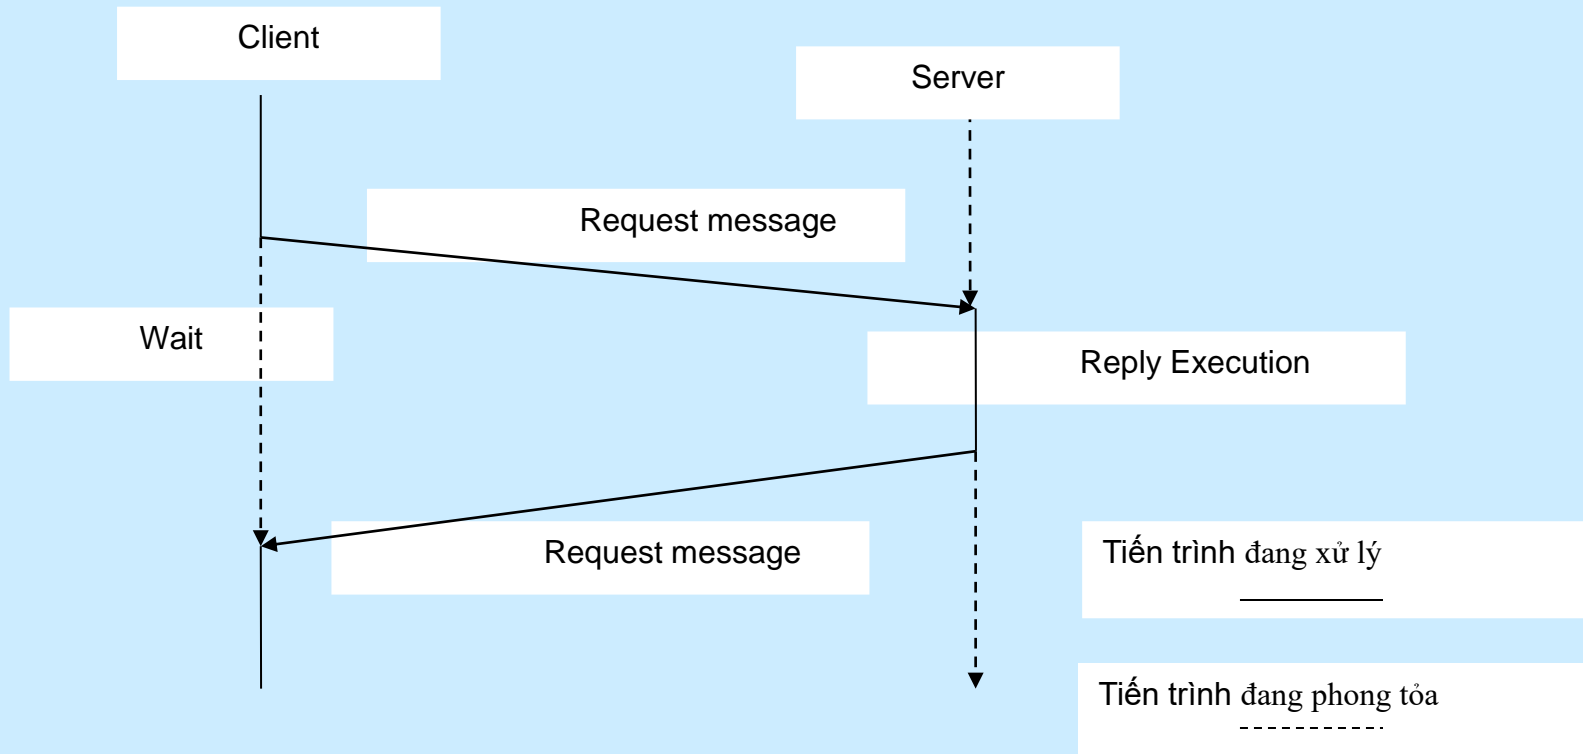 Client
Server
Request message
Wait
Reply Execution
Request message
Tiến trình đang xử lý
Tiến trình đang phong tỏa